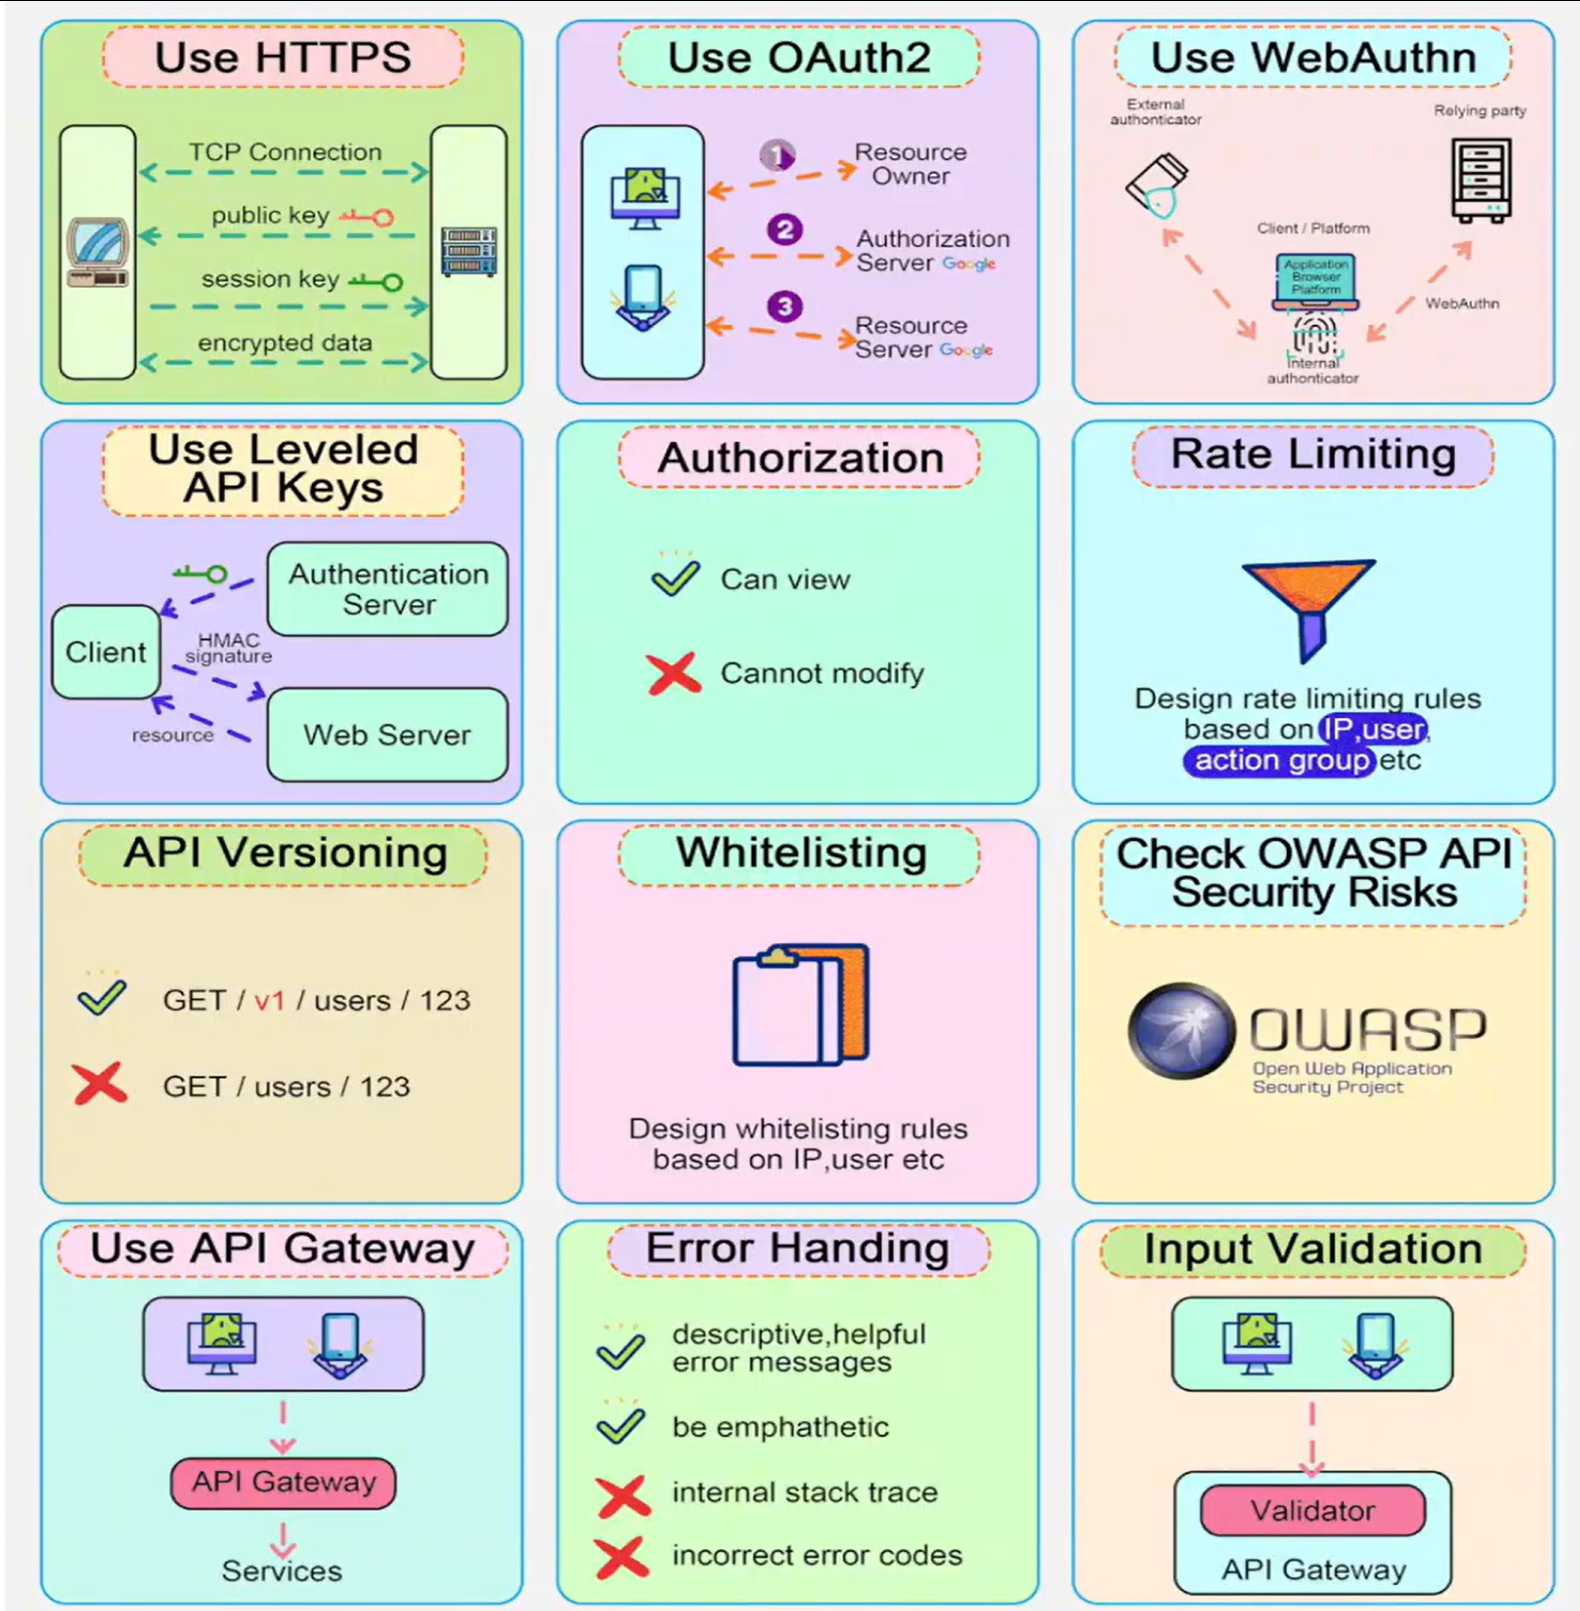 Use HTTPS
TCP Connection
public key
session key
encrypted data
Use OAuth2
1
Resource
Owner
2
Authorization
Server Google
3
Resource
Server Google
Use WebAuthn
External
authonticator
Relying party
Client / Platform
Application
Browser
Platform
WebAuthn
Internal
authonticator
Use Leveled
API Keys
Authentication
Server
Client
HMAC
signature
resource
Web Server
Authorization
Can view
Cannot modify
Rate Limiting
Design rate limiting rules
based on IP,user,
action group etc
API Versioning
GET / v1 / users / 123
GET / users / 123
Whitelisting
Design whitelisting rules
based on IP,user etc
Check OWASP API
Security Risks
OWASP
Open Web Application
Security Project
Use API Gateway
API Gateway
Services
Error Handing
descriptive,helpful
error messages
be emphathetic
internal stack trace
incorrect error codes
Input Validation
Validator
API Gateway